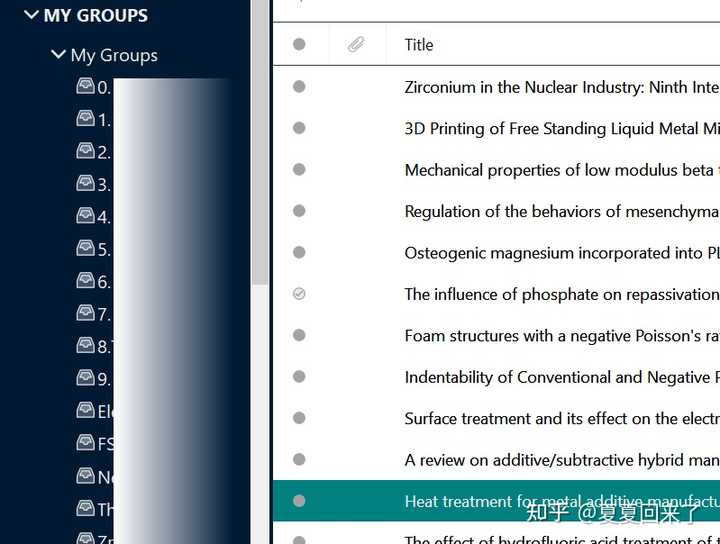 MY GROUPS
My Groups
0.
1.
2.
3.
4.
5.
6.
7.
8.
9.
Ele
FS
Th
Title
Zirconium in the Nuclear Industry: Ninth Inte
3D Printing of Free Standing Liquid Metal Mi
Mechanical properties of low modulus beta
Regulation of the behaviors of mesenchyma
Osteogenic magnesium incorporated into PL
The influence of phosphate on repassivation
Foam structures with a negative Poisson's ra
Indentability of Conventional and Negative P
Surface treatment and its effect on the electr
A review on additive/subtractive hybrid man
Heat treatment for metal additive manufactu
The effect of hydrofluoric acid treatment of
知乎 @夏夏回来了